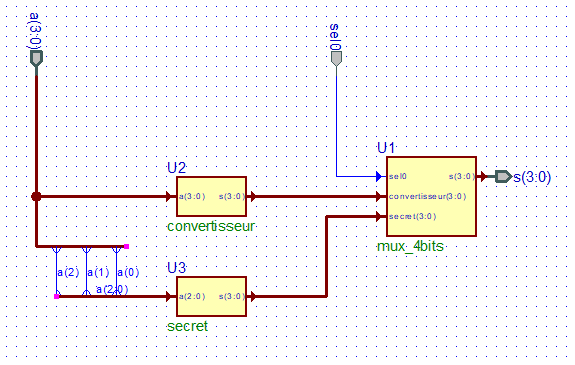 a(3:0)
sel0
U1
U2
sel0
s(3:0)
s(3:0)
a(3:0)
s(3:0)
convertisseur(3:0)
secret(3:0)
convertisseur
mux_4bits
U3
a(2)
a(1)
a(0)
a(2:0)
a(2:0)
s(3:0)
secret